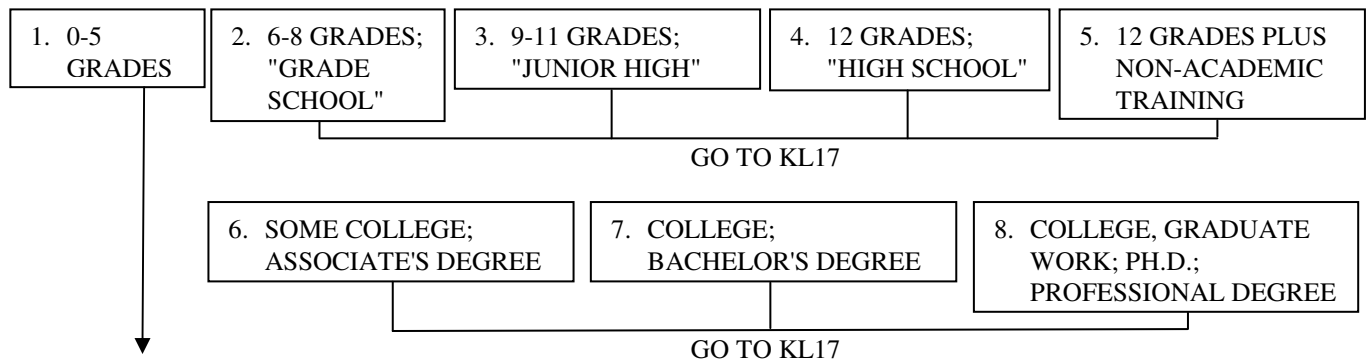 1. 0-5
GRADES
2. 6-8 GRADES;
"GRADE
SCHOOL"
3. 9-11 GRADES;
"JUNIOR HIGH"
4. 12 GRADES;
"HIGH SCHOOL"
5. 12 GRADES PLUS
NON-ACADEMIC
TRAINING
GO TO KL17
6. SOME COLLEGE;
ASSOCIATE'S DEGREE
7. COLLEGE;
BACHELOR'S DEGREE
8. COLLEGE, GRADUATE
WORK; PH.D.;
PROFESSIONAL DEGREE
GO TO KL17